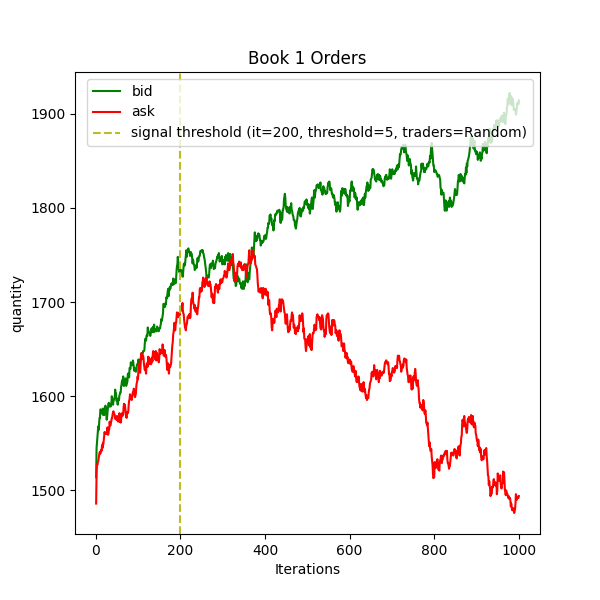 Book 1 Orders
bid
ask
signal threshold (it=200, threshold=5, traders=Random)
1900
1800
1700
1600
1500
quantity
0 200 400 600 800 1000
Iterations